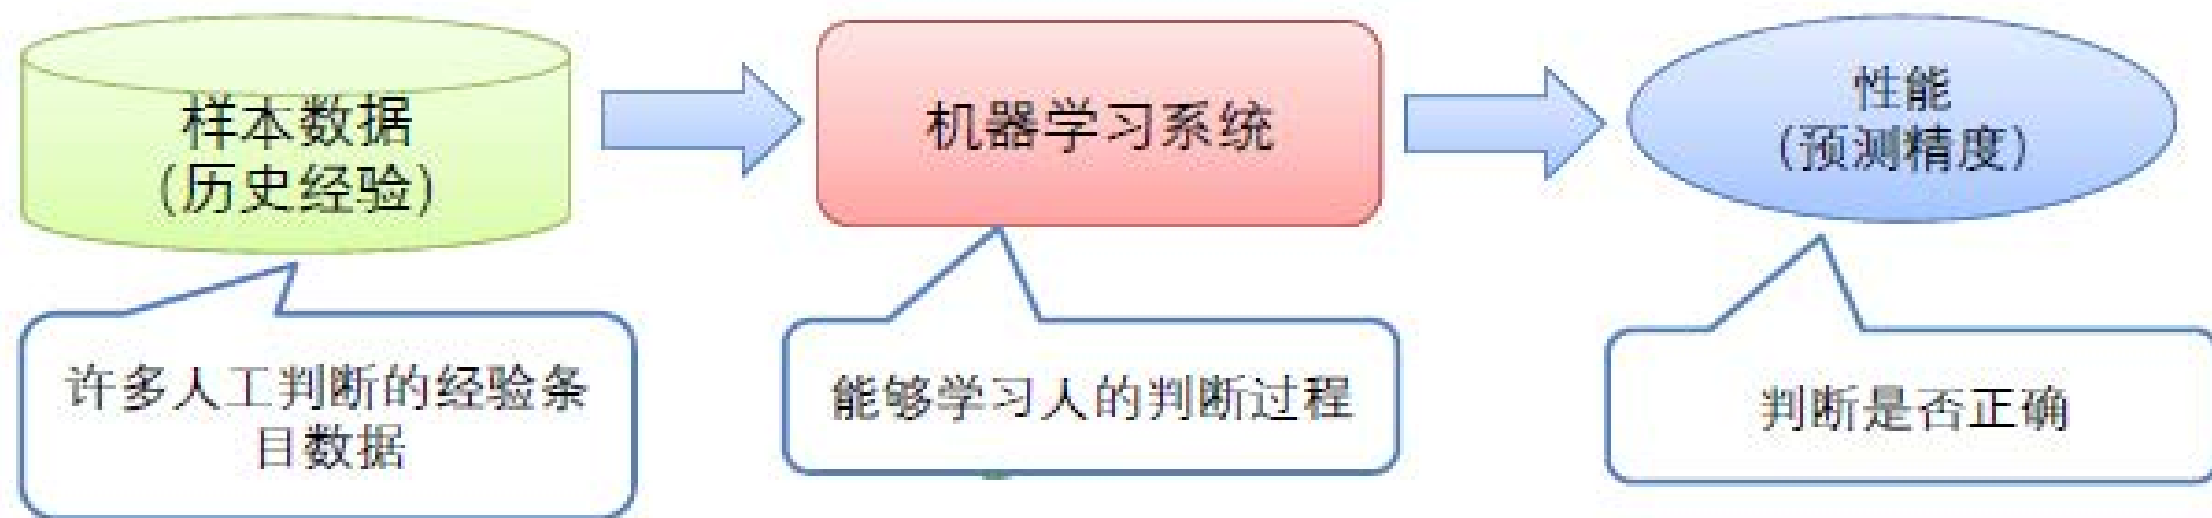 样本数据
（历史经验）
机器学习系统
性能
（预测精度）
许多人工判断的经验条
目数据
能够学习人的判断过程
判断是否正确